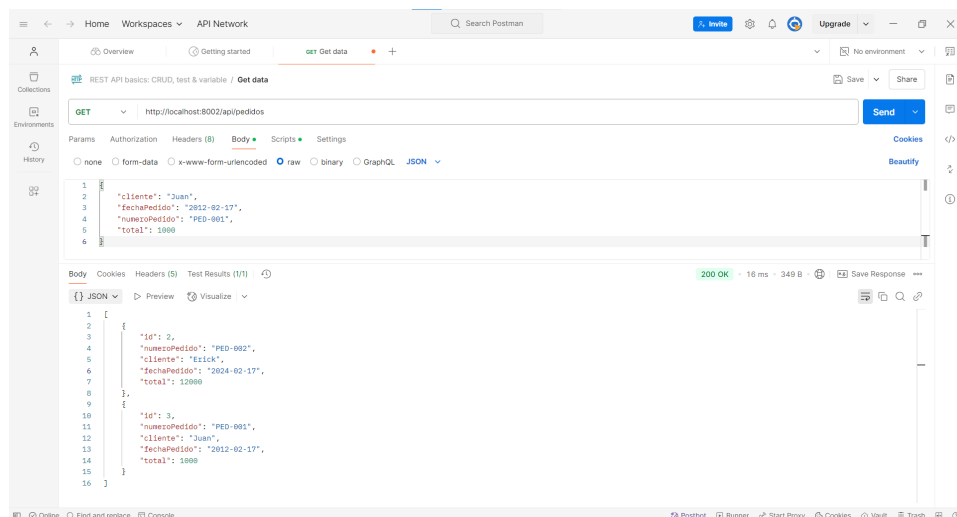 Home Workspaces API Network Search Postman Invite Upgrade
Overview Getting started GET Get data + No environment
REST API basics: CRUD, test & variable / Get data Save Share
Collections
GET http://localhost:8002/api/pedidos Send
Environments
Params Authorization Headers (8) Body Scripts Settings Cookies
History
none form-data x-www-form-urlencoded raw binary GraphQL JSON Beautify
1 {
2 "cliente": "Juan",
3 "fechaPedido": "2012-02-17",
4 "numeroPedido": "PED-001",
5 "total": 1000
6 }
Body Cookies Headers (5) Test Results (1/1) 200 OK 16 ms 349 B Save Response
{} JSON Preview Visualize
1 [
2 {
3 "id": 2,
4 "numeroPedido": "PED-002",
5 "cliente": "Erick",
6 "fechaPedido": "2024-02-17",
7 "total": 12000
8 },
9 {
10 "id": 3,
11 "numeroPedido": "PED-001",
12 "cliente": "Juan",
13 "fechaPedido": "2012-02-17",
14 "total": 1000
15 }
16 ]
Online Find and replace Console Postbot Runner Start Proxy Cookies Vault Trash